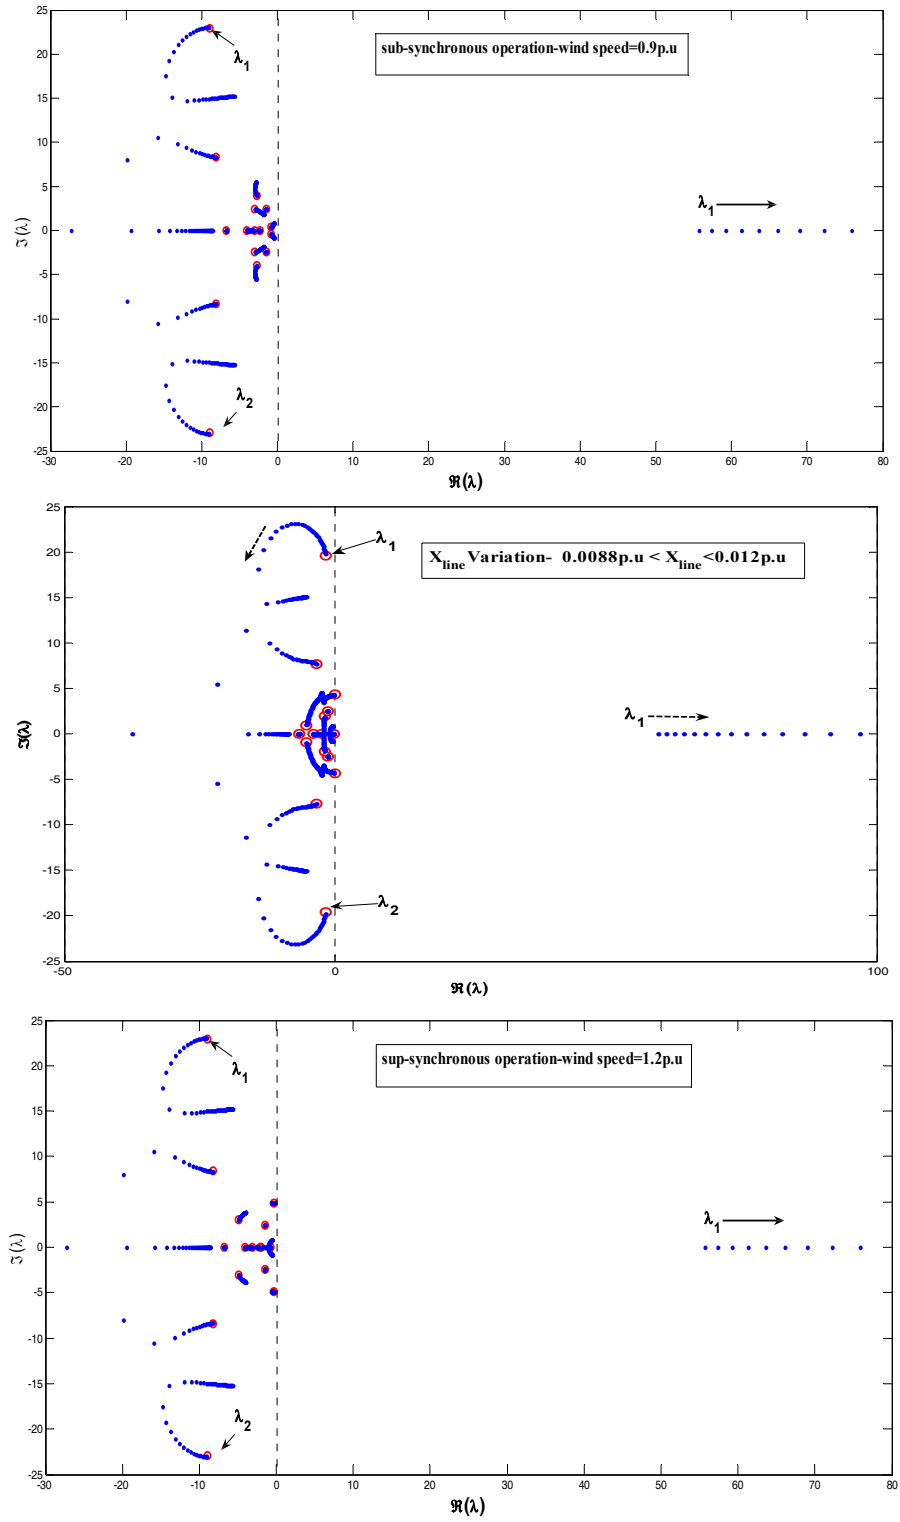 25
20
15
10
5
0
-5
-10
-15
-20
-25
ℑ(λ)
sub-synchronous operation-wind speed=0.9p.u
λ1
λ1
λ2
-30 -20 -10 0 10 20 30 40 50 60 70 80
ℜ(λ)
25
20
15
10
5
0
-5
-10
-15
-20
-25
ℑ(λ)
Xline Variation- 0.0088p.u < Xline<0.012p.u
λ1
λ1
λ2
-50 0 100
ℜ(λ)
25
20
15
10
5
0
-5
-10
-15
-20
-25
ℑ(λ)
sup-synchronous operation-wind speed=1.2p.u
λ1
λ1
λ2
-30 -20 -10 0 10 20 30 40 50 60 70 80
ℜ(λ)